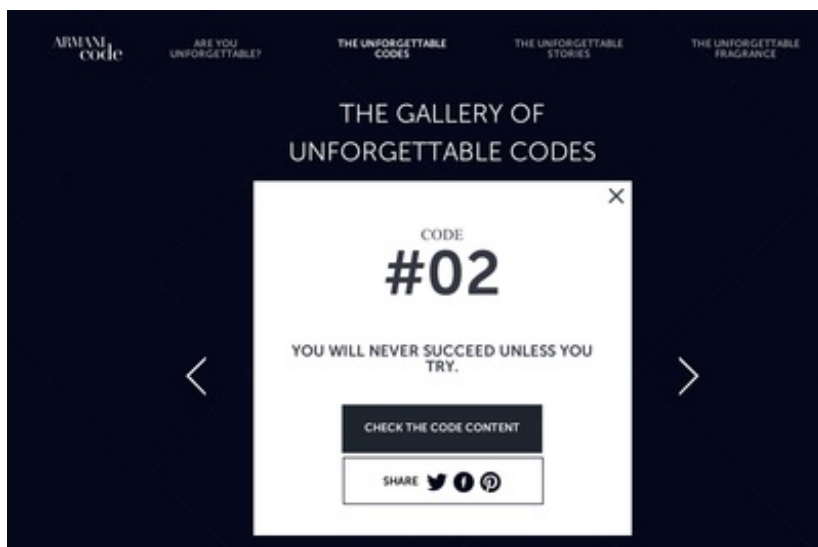 ARMANI
code
ARE YOU
UNFORGETTABLE?
THE UNFORGETTABLE
CODES
THE UNFORGETTABLE
STORIES
THE UNFORGETTABLE
FRAGRANCE
THE GALLERY OF
UNFORGETTABLE CODES
CODE
#02
YOU WILL NEVER SUCCEED UNLESS YOU
TRY.
CHECK THE CODE CONTENT
SHARE